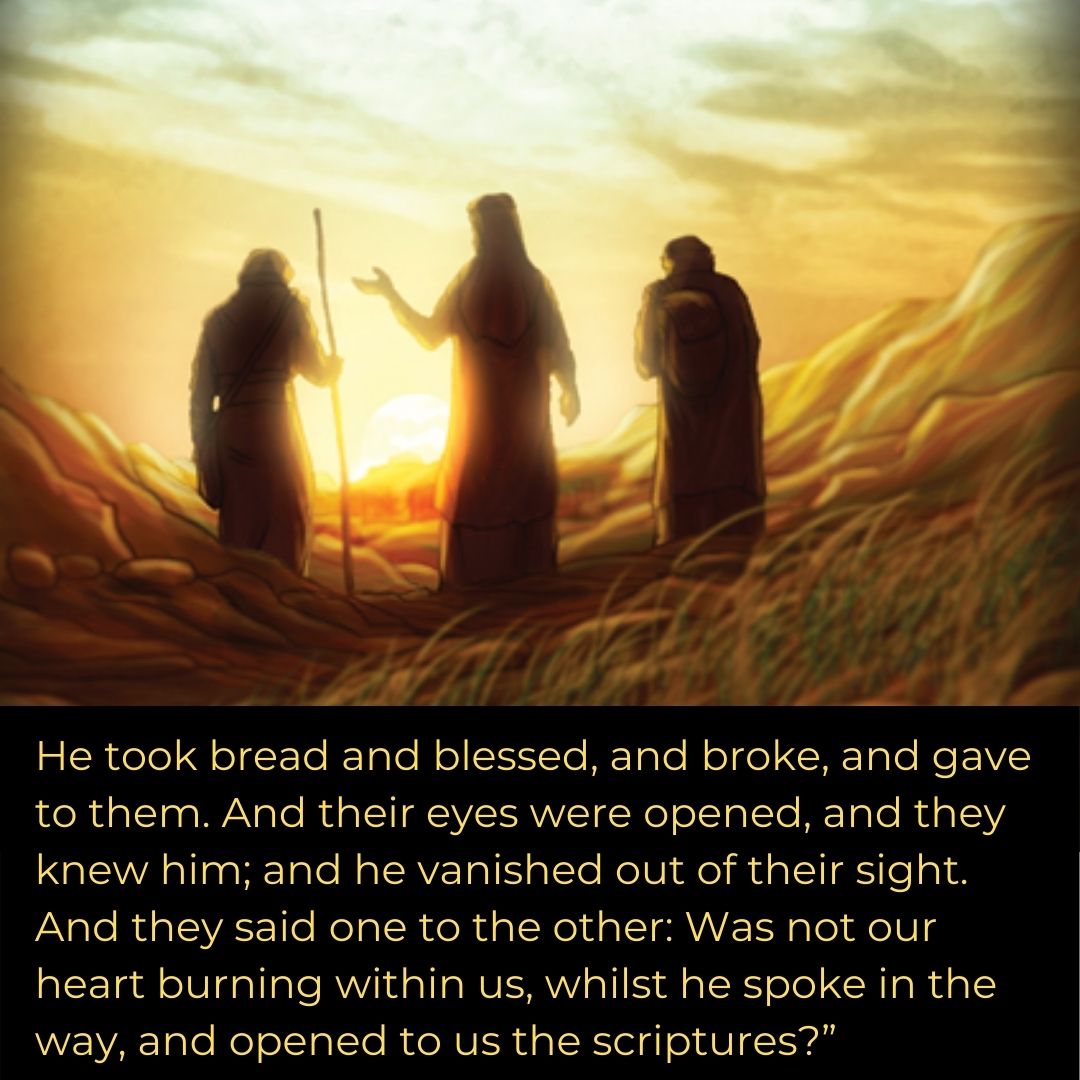 He took bread and blessed, and broke, and gave
to them. And their eyes were opened, and they
knew him; and he vanished out of their sight.
And they said one to the other: Was not our
heart burning within us, whilst he spoke in the
way, and opened to us the scriptures?”